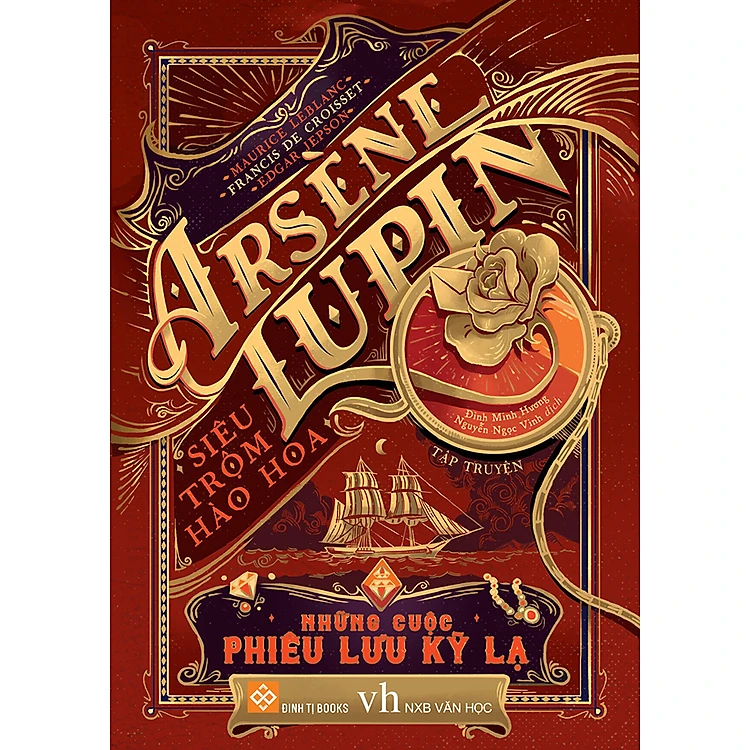 -MAURICE LEBLANC-
-FRANCIS DE CROISSET-
-EDGAR JEPSON-
ARSÈNE
LUPIN
SIÊU
TRỘM
HÀO HOA
Đinh Minh Hương
Nguyễn Ngọc Vinh dịch
TẬP TRUYỆN
NHỮNG CUỘC
PHIÊU LƯU KỲ LẠ
ĐINH TỊ BOOKS
vh NXB VĂN HỌC